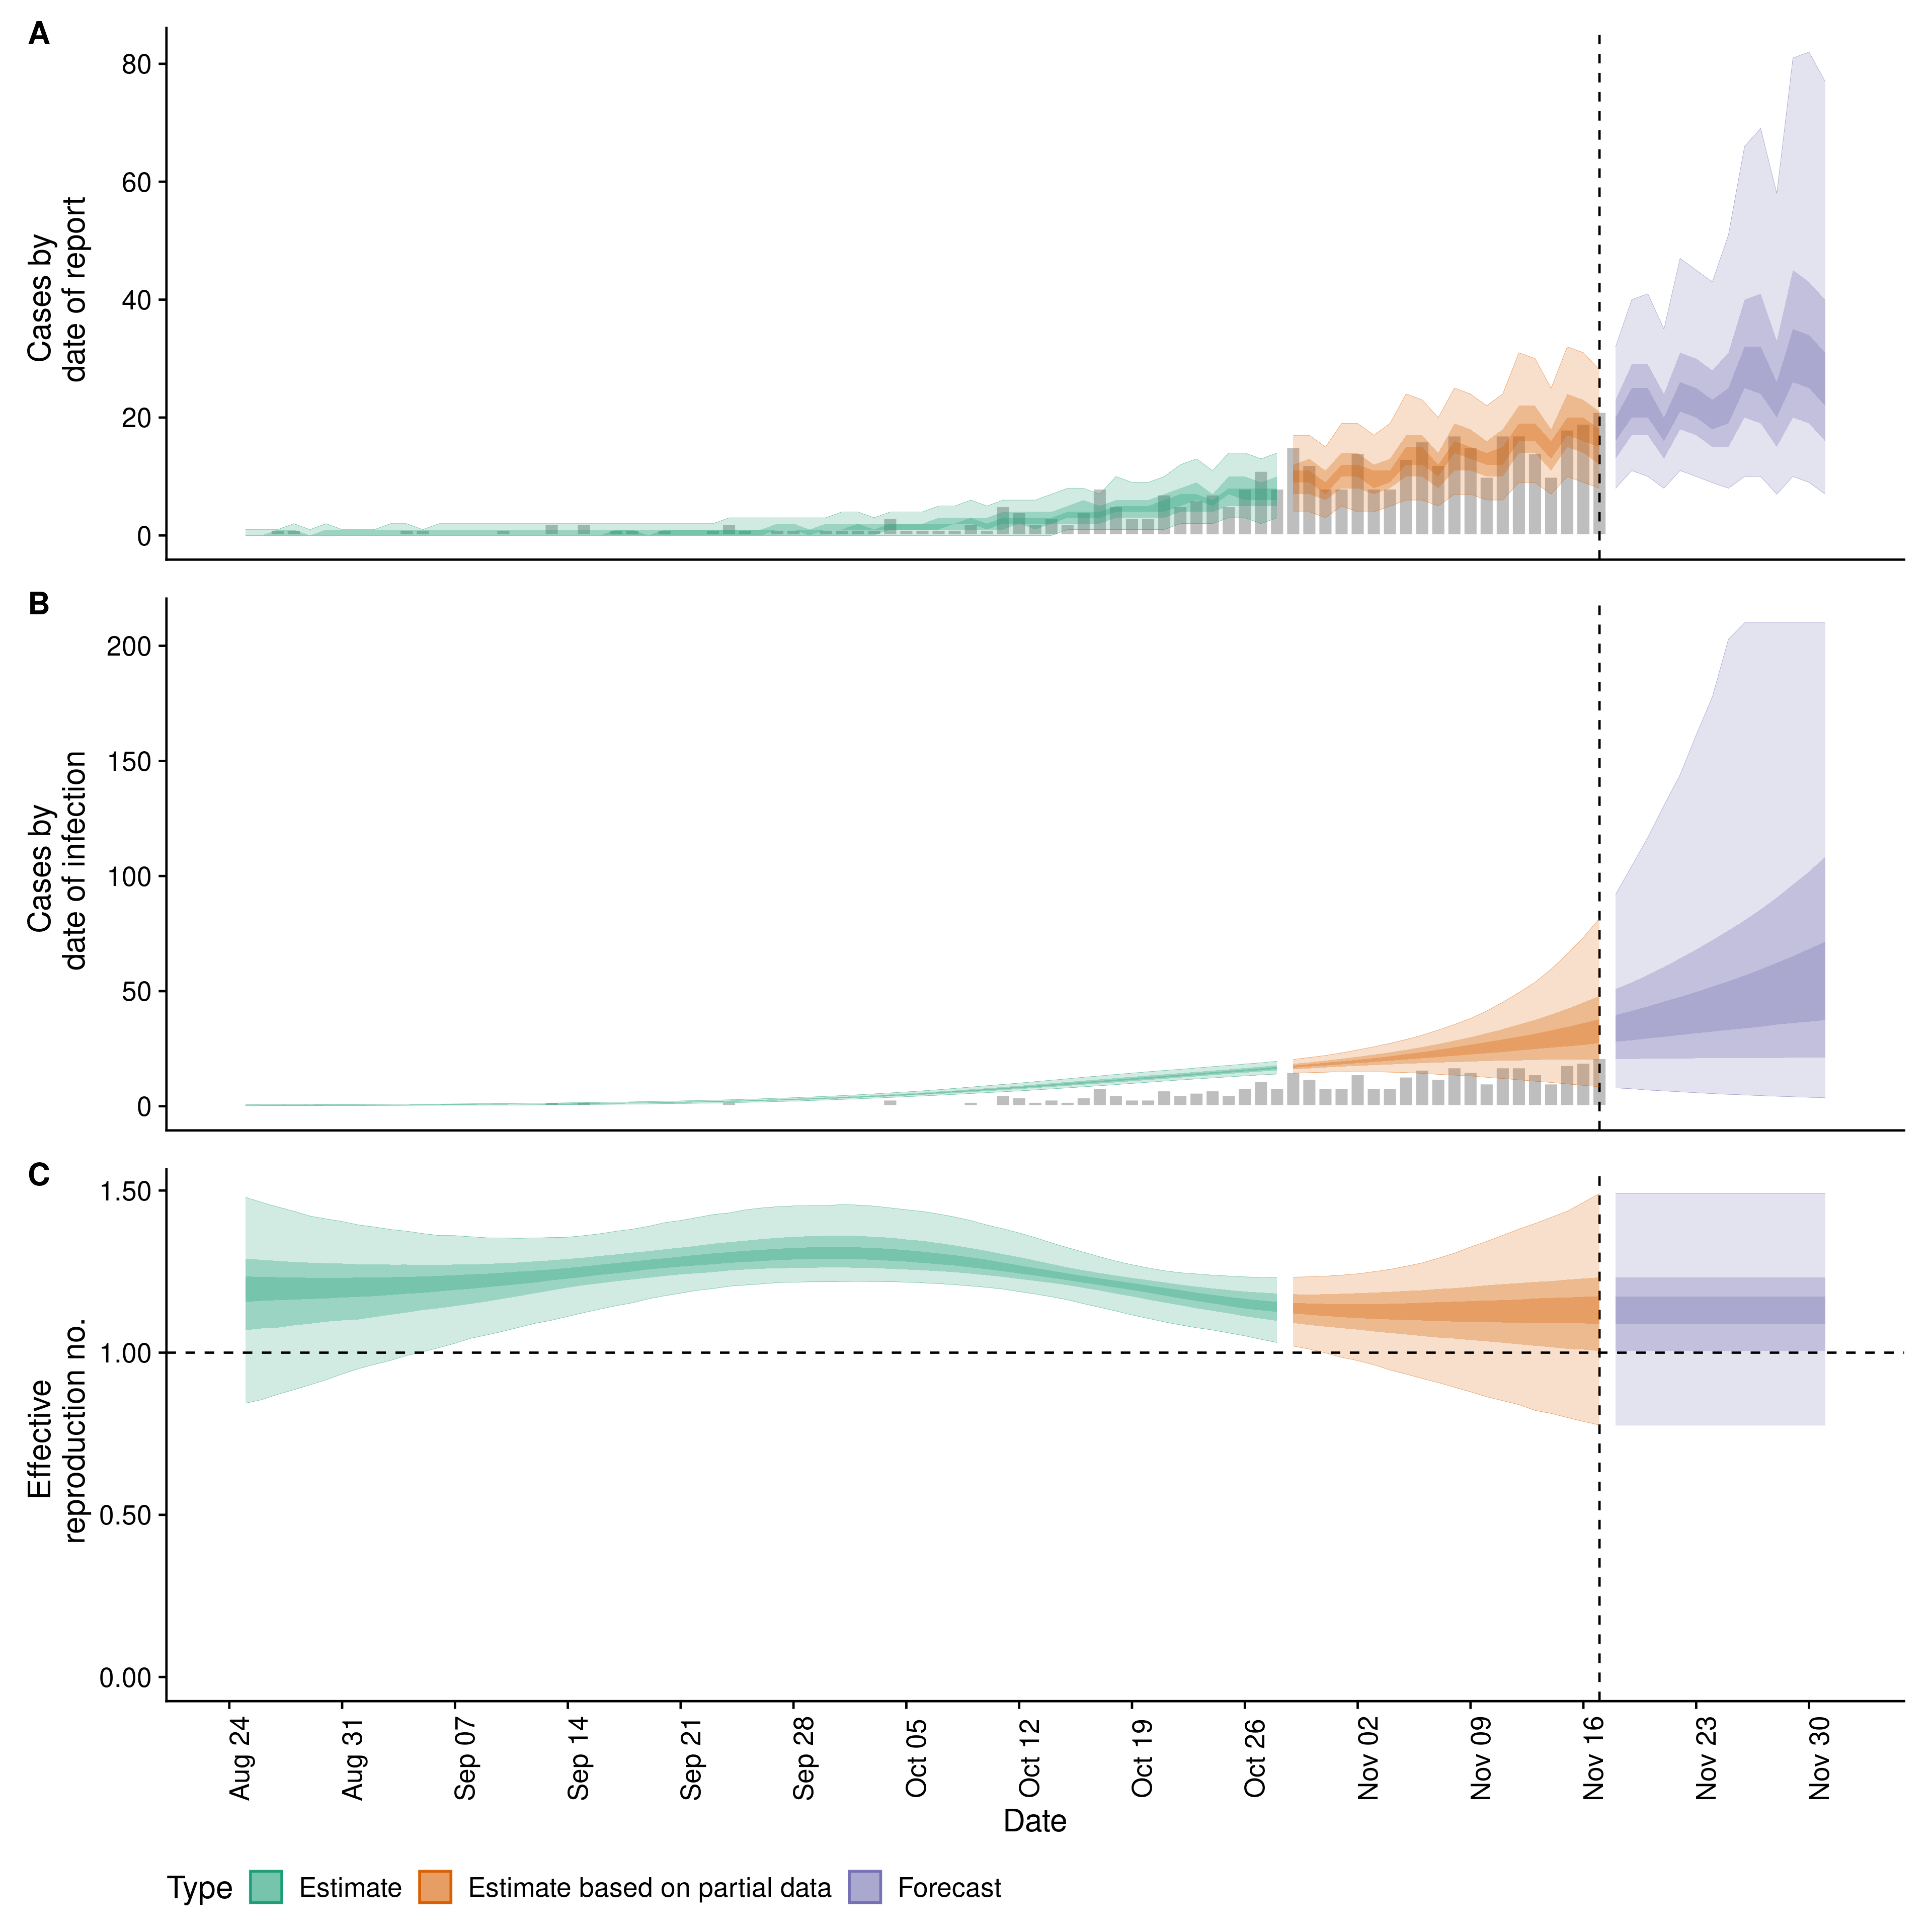 A
Cases by
date of report
80
60
40
20
0
B
Cases by
date of infection
200
150
100
50
0
C
Effective
reproduction no.
1.50
1.00
0.50
0.00
Aug 24
Aug 31
Sep 07
Sep 14
Sep 21
Sep 28
Oct 05
Oct 12
Oct 19
Oct 26
Nov 02
Nov 09
Nov 16
Nov 23
Nov 30
Date
Type Estimate Estimate based on partial data Forecast